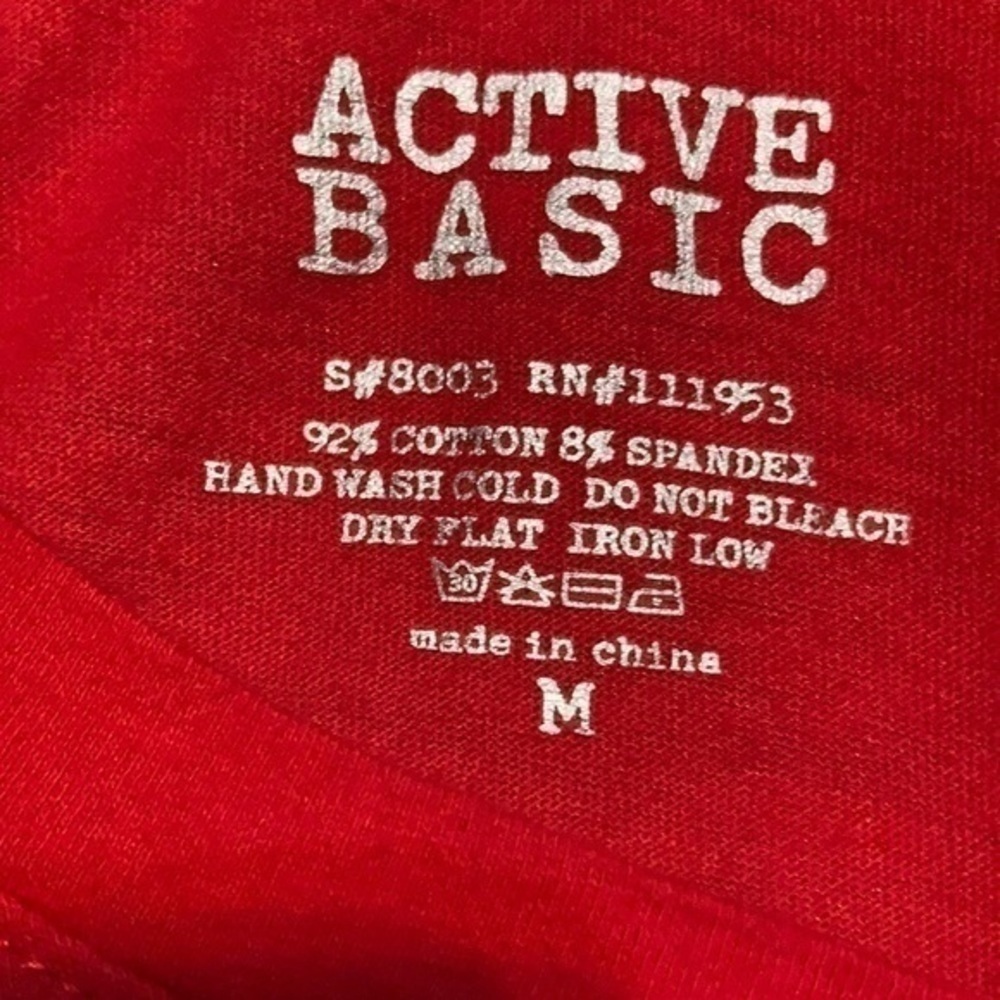 ACTIVE
BASIC
S#8003 RN#111953
92% COTTON 8% SPANDEX
HAND WASH COLD DO NOT BLEACH
DRY FLAT IRON LOW
30
made in china
M